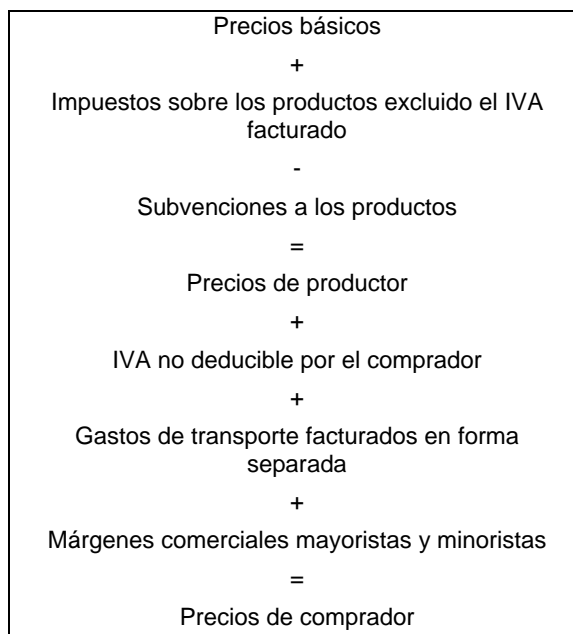 Precios básicos
+
Impuestos sobre los productos excluido el IVA
facturado
-
Subvenciones a los productos
=
Precios de productor
+
IVA no deducible por el comprador
+
Gastos de transporte facturados en forma
separada
+
Márgenes comerciales mayoristas y minoristas
=
Precios de comprador